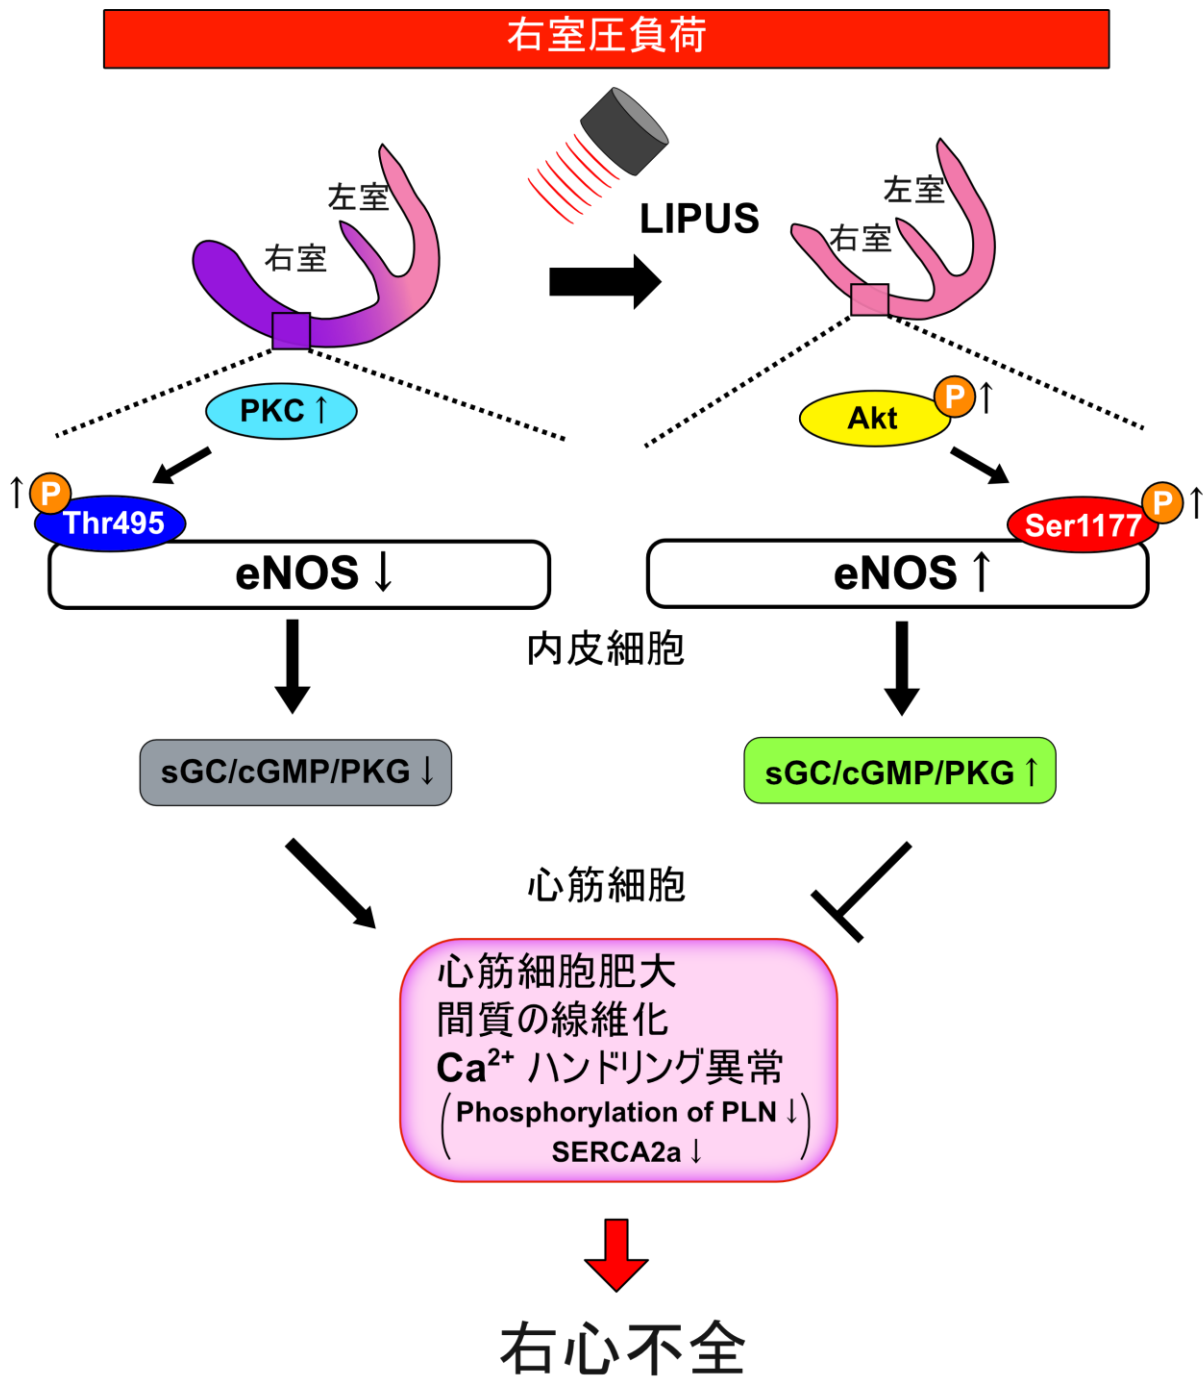 右室圧負荷
左室
右室
LIPUS
左室
右室
PKC ↑
Akt
P ↑
↑ P
Thr495
P ↑
Ser1177
eNOS ↓
eNOS ↑
内皮細胞
sGC/cGMP/PKG ↓
sGC/cGMP/PKG ↑
心筋細胞
心筋細胞肥大
間質の線維化
Ca²⁺ ハンドリング異常
(Phosphorylation of PLN ↓
SERCA2a ↓)
右心不全